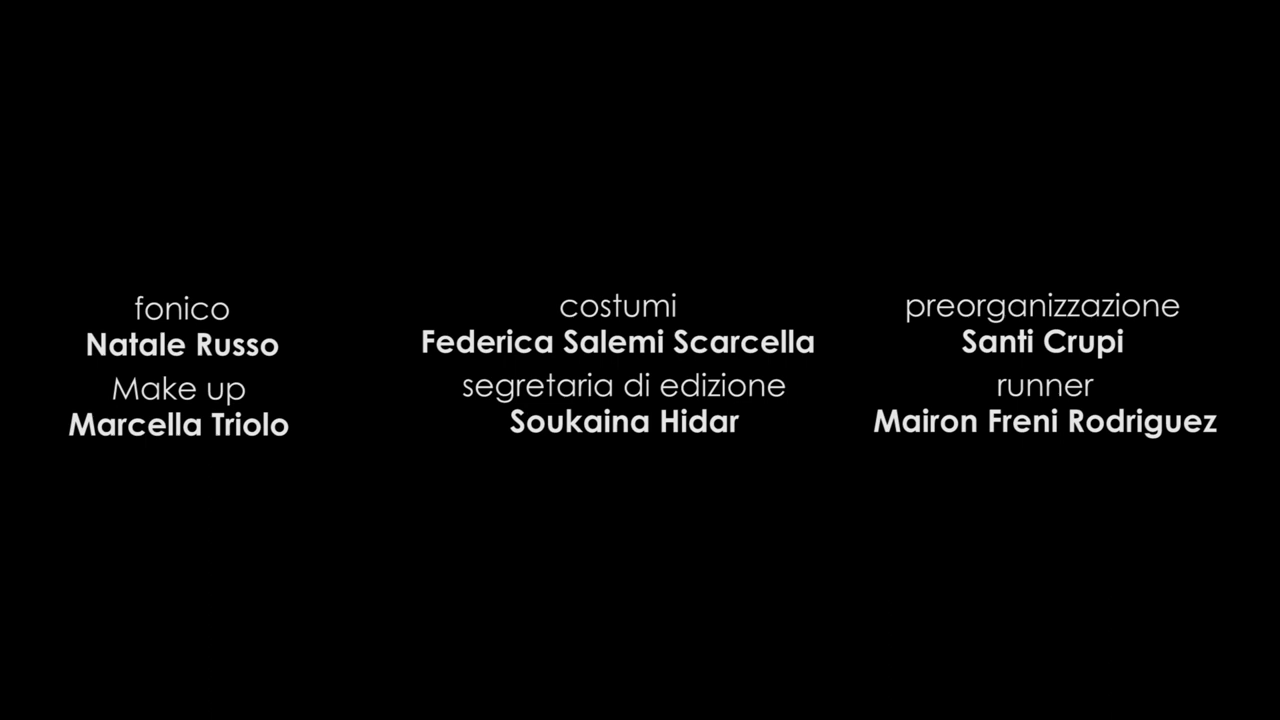 fonico
Natale Russo
Make up
Marcella Triolo
costumi
Federica Salemi Scarcella
segretaria di edizione
Soukaina Hidar
preorganizzazione
Santi Crupi
runner
Mairon Freni Rodriguez